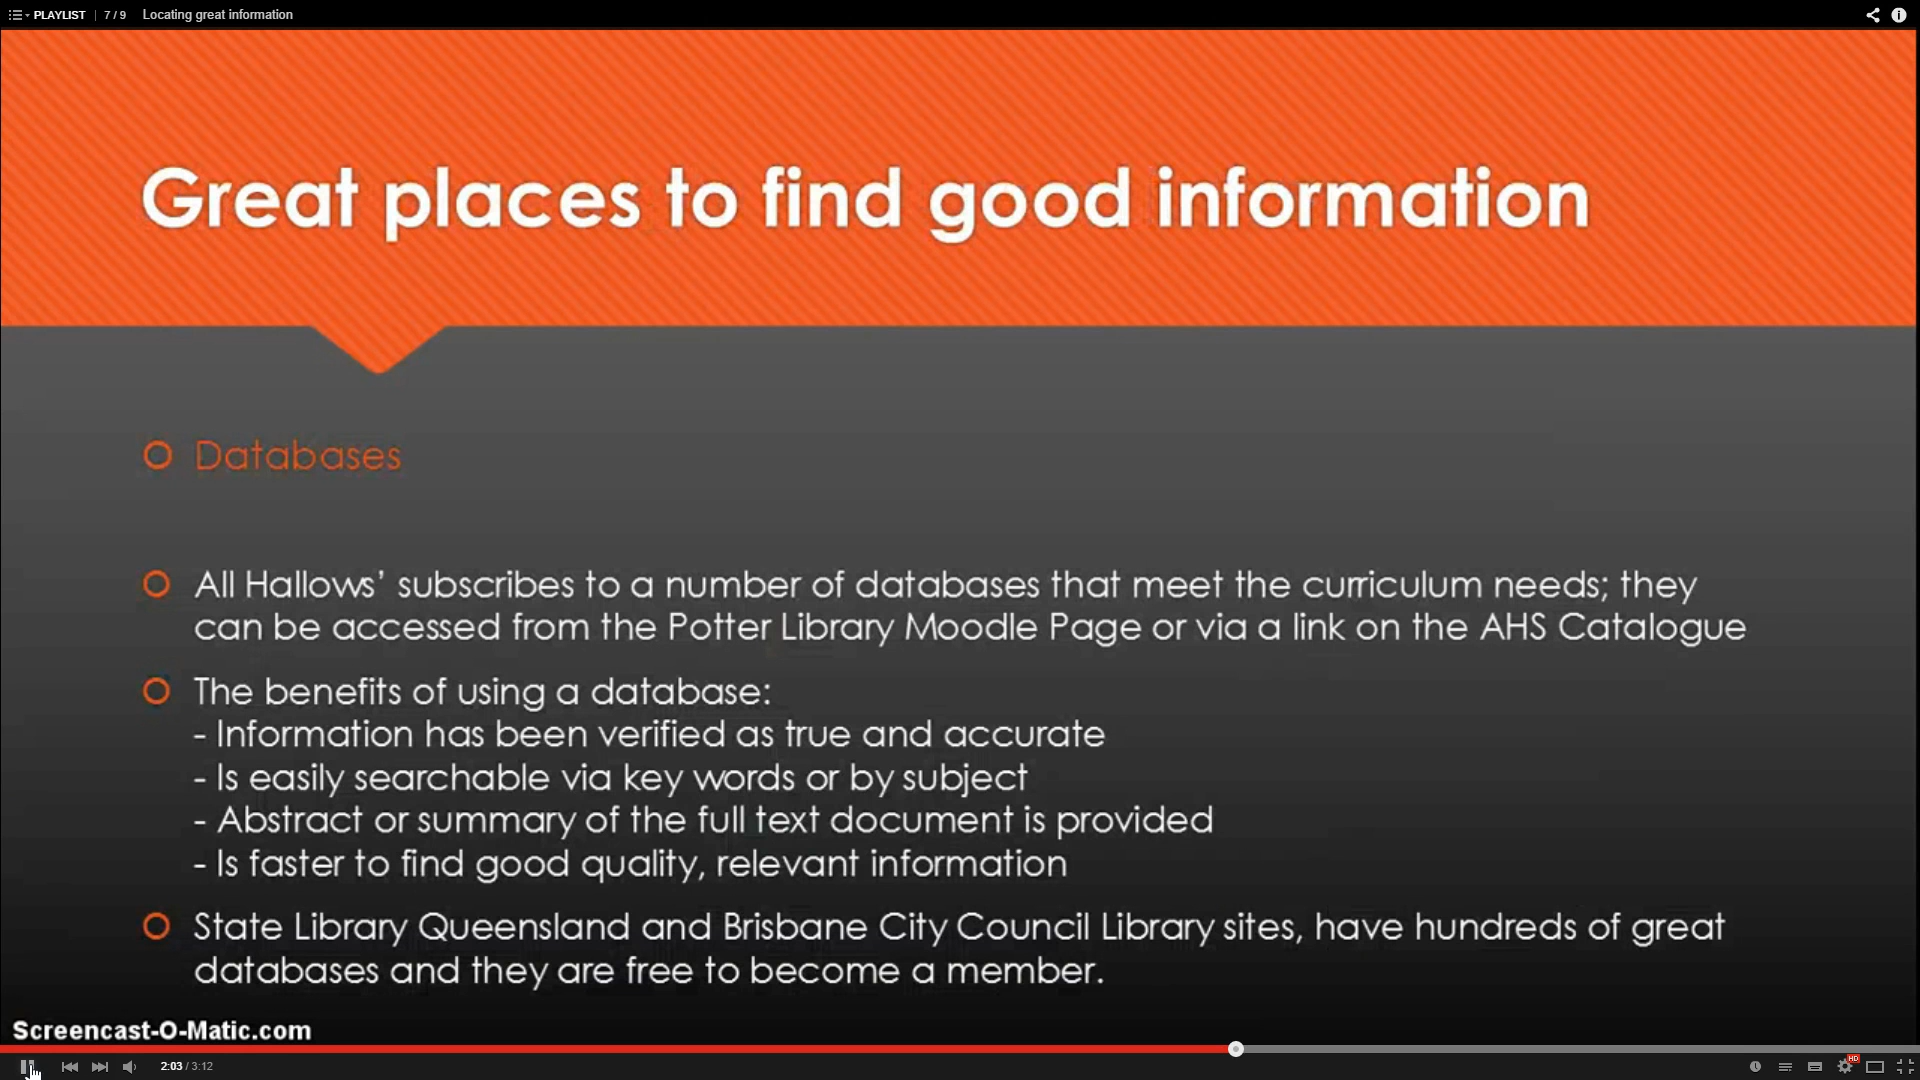 PLAYLIST | 7 / 9 Locating great information
Great places to find good information
Databases
All Hallows’ subscribes to a number of databases that meet the curriculum needs; they
can be accessed from the Potter Library Moodle Page or via a link on the AHS Catalogue
The benefits of using a database:
- Information has been verified as true and accurate
- Is easily searchable via key words or by subject
- Abstract or summary of the full text document is provided
- Is faster to find good quality, relevant information
State Library Queensland and Brisbane City Council Library sites, have hundreds of great
databases and they are free to become a member.
Screencast-O-Matic.com
2:03 / 3:12 HD